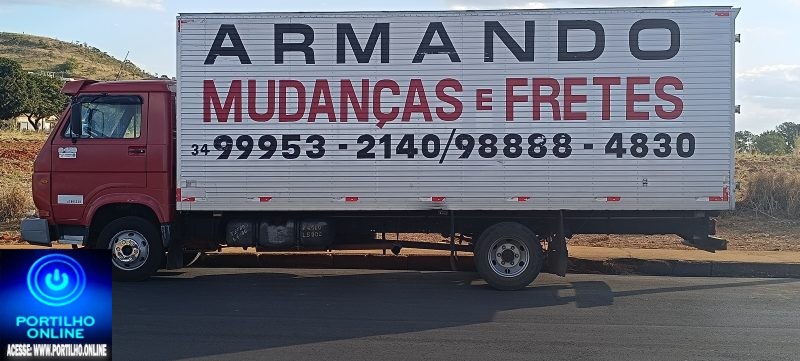 ARMANDO
MUDANÇAS E FRETES
34 99953 - 2140/98888 - 4830
PORTILHO
ONLINE
ACESSE: WWW.PORTILHO.ONLINE